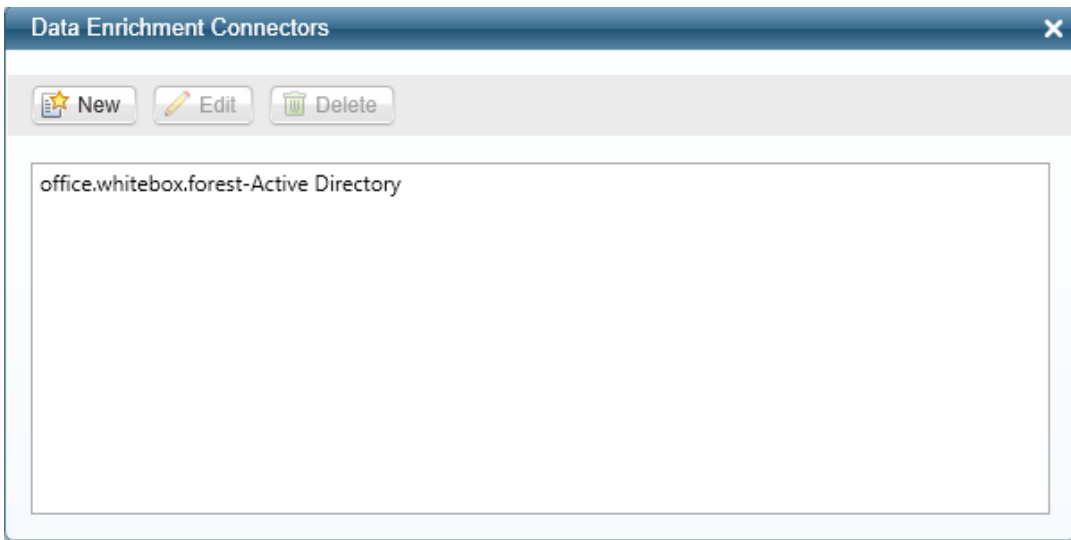 Data Enrichment Connectors
New Edit Delete
office.whitebox.forest-Active Directory